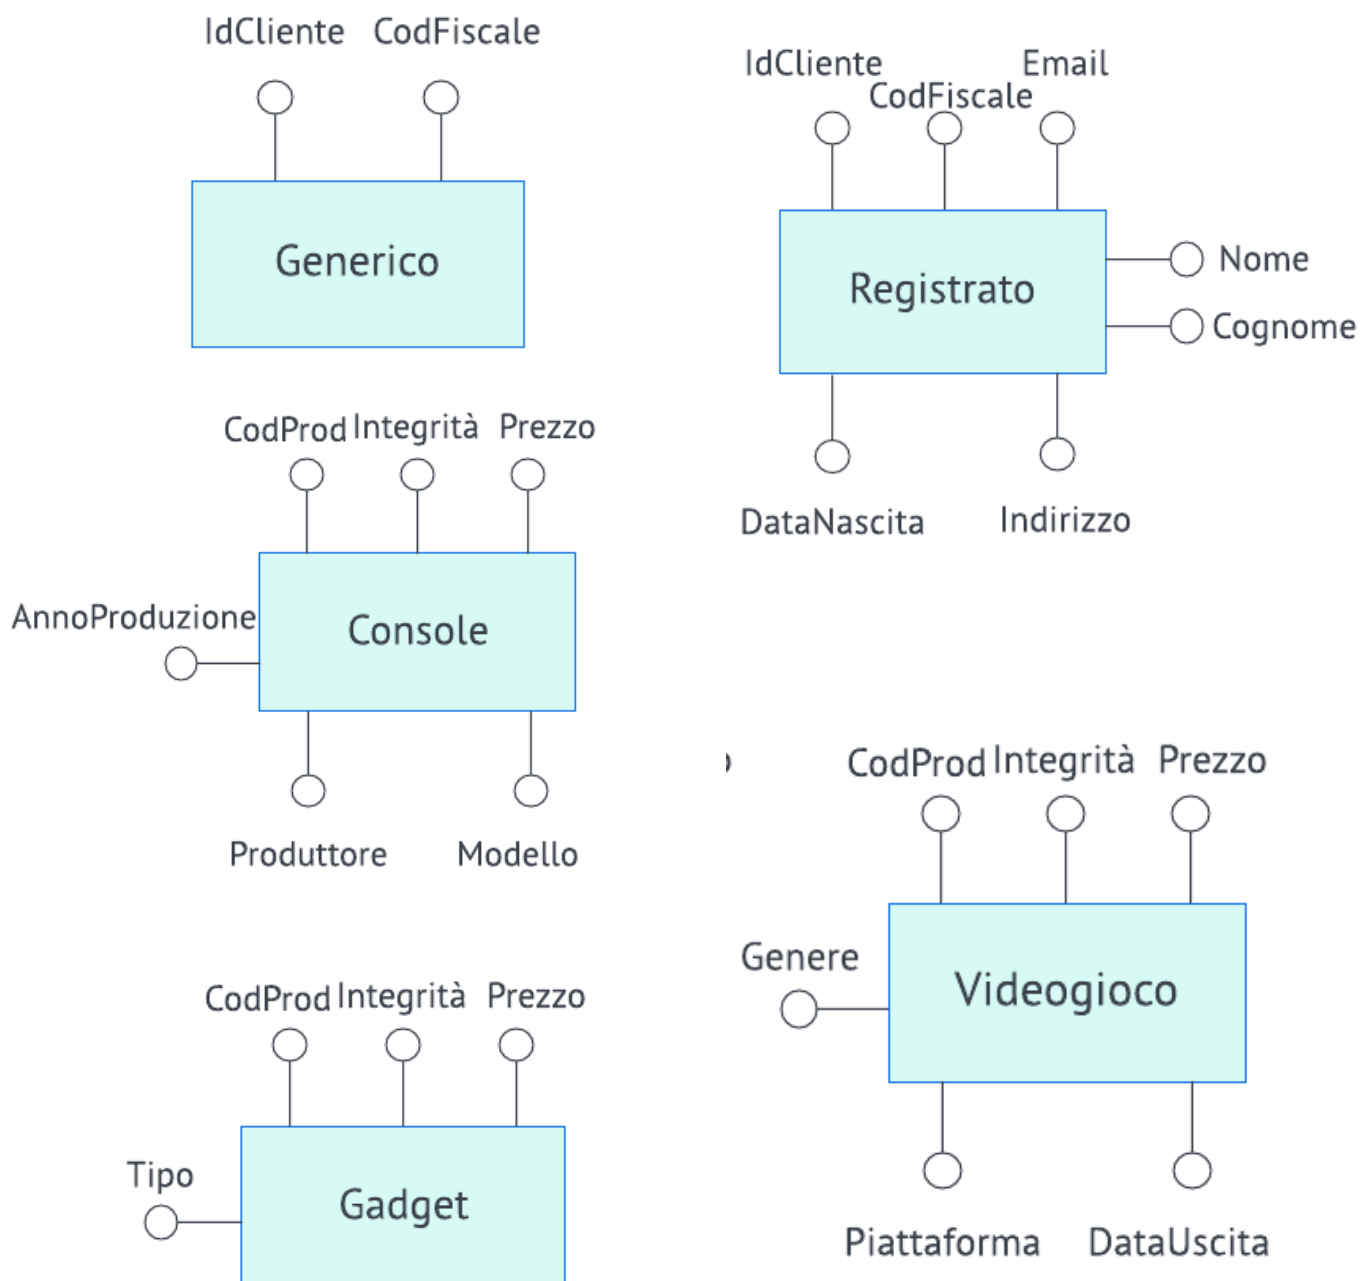 IdCliente CodFiscale
Generico
IdCliente Email
CodFiscale
Registrato
Nome
Cognome
DataNascita Indirizzo
CodProd Integrità Prezzo
AnnoProduzione
Console
Produttore Modello
CodProd Integrità Prezzo
Genere
Videogioco
Piattaforma DataUscita
CodProd Integrità Prezzo
Tipo
Gadget